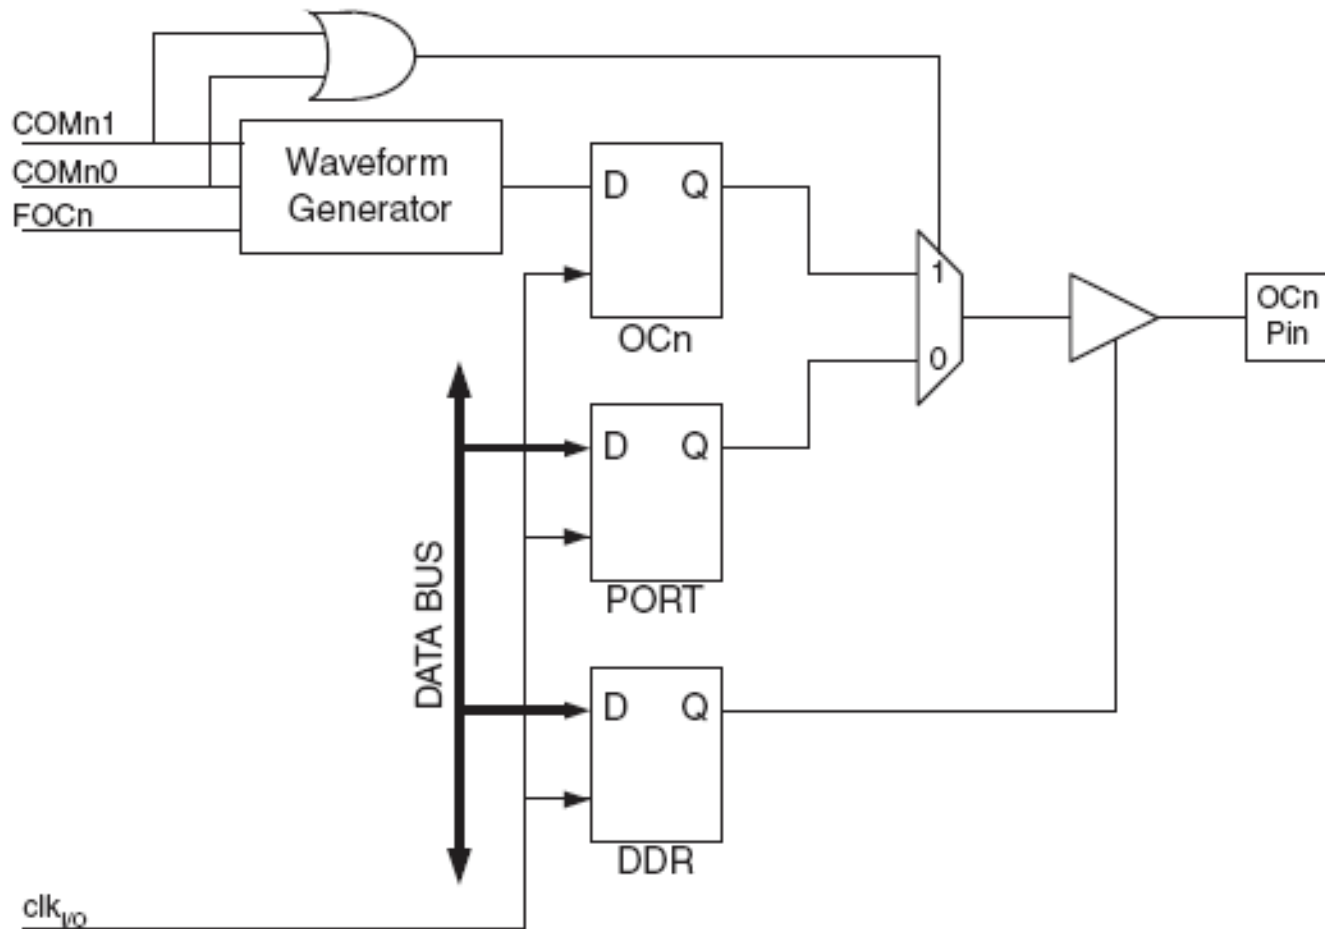 COMn1
COMn0
FOCn
Waveform
Generator
D Q
OCn
1
0
OCn
Pin
D Q
PORT
DATA BUS
D Q
DDR
clkI/O